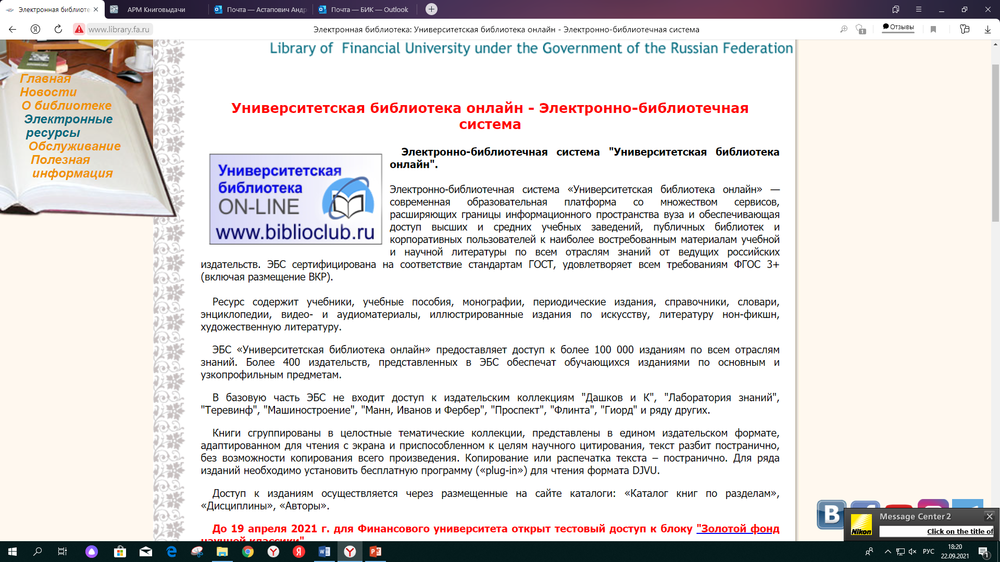 Электронная библиоте
АРМ Книговыдачи
Почта — Астапович Андр
Почта — БИК — Outlook
www.library.fa.ru
Электронная библиотека: Университетская библиотека онлайн - Электронно-библиотечная система
1
Отзывы
Library of Financial University under the Government of the Russian Federation
Главная
Новости
О библиотеке
Электронные
ресурсы
Обслуживание
Полезная
информация
Университетская библиотека онлайн - Электронно-библиотечная
система
Университетская
библиотека
ON-LINE
www.biblioclub.ru
Электронно-библиотечная система "Университетская библиотека
онлайн".
Электронно-библиотечная система «Университетская библиотека онлайн» —
современная образовательная платформа со множеством сервисов,
расширяющих границы информационного пространства вуза и обеспечивающая
доступ высших и средних учебных заведений, публичных библиотек и
корпоративных пользователей к наиболее востребованным материалам учебной
и научной литературы по всем отраслям знаний от ведущих российских
издательств. ЭБС сертифицирована на соответствие стандартам ГОСТ, удовлетворяет всем требованиям ФГОС 3+
(включая размещение ВКР).
Ресурс содержит учебники, учебные пособия, монографии, периодические издания, справочники, словари,
энциклопедии, видео- и аудиоматериалы, иллюстрированные издания по искусству, литературу нон-фикшн,
художественную литературу.
ЭБС «Университетская библиотека онлайн» предоставляет доступ к более 100 000 изданиям по всем отраслям
знаний. Более 400 издательств, представленных в ЭБС обеспечат обучающихся изданиями по основным и
узкопрофильным предметам.
В базовую часть ЭБС не входит доступ к издательским коллекциям "Дашков и К", "Лаборатория знаний",
"Теревинф", "Машиностроение", "Манн, Иванов и Фербер", "Проспект", "Флинта", "Гиорд" и ряду других.
Книги сгруппированы в целостные тематические коллекции, представлены в едином издательском формате,
адаптированном для чтения с экрана и приспособленном к целям научного цитирования, текст разбит постранично,
без возможности копирования всего произведения. Копирование или распечатка текста – постранично. Для ряда
изданий необходимо установить бесплатную программу («plug-in») для чтения формата DJVU.
Доступ к изданиям осуществляется через размещенные на сайте каталоги: «Каталог книг по разделам»,
«Дисциплины», «Авторы».
До 19 апреля 2021 г. для Финансового университета открыт тестовый доступ к блоку "Золотой фонд
научной классики"
Message Center 2
Nikon
Click on the title of
РУС
18:20
22.09.2021
1